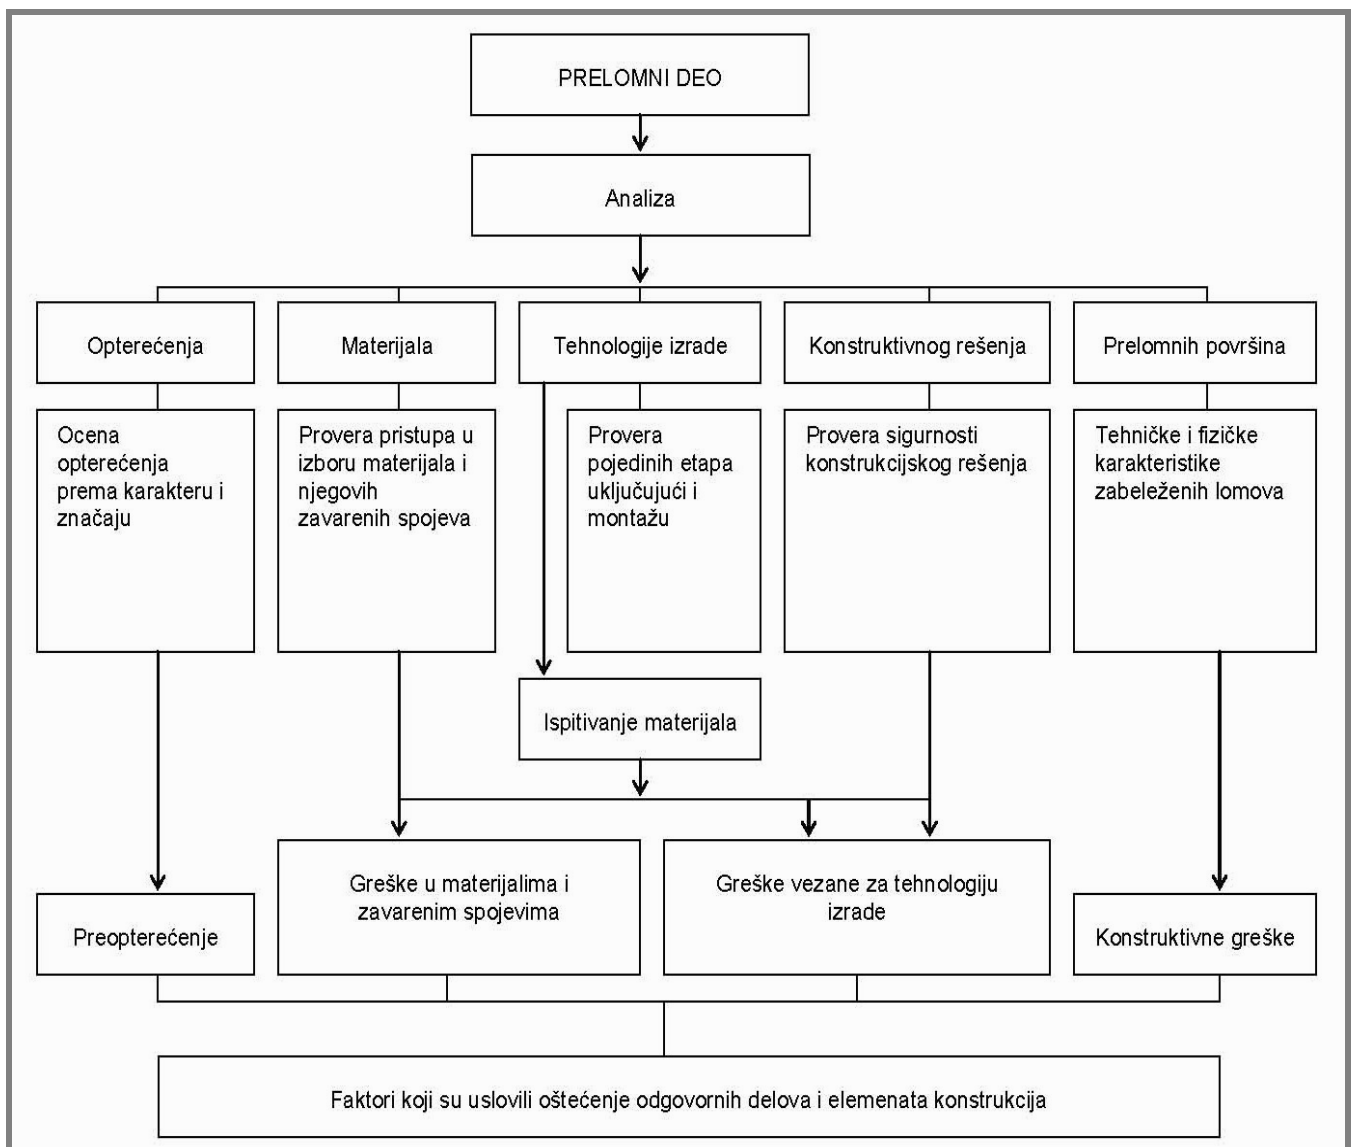 PRELOMNI DEO
Analiza
Opterećenja
Materijala
Tehnologije izrade
Konstruktivnog rešenja
Prelomnih površina
Ocena
opterećenja
prema karakteru i
značaju
Provera pristupa u
izboru materijala i
njegovih
zavarenih spojeva
Provera
pojedinih etapa
uključujući i
montažu
Provera sigurnosti
konstrukcijskog rešenja
Tehničke i fizičke
karakteristike
zabeleženih lomova
Ispitivanje materijala
Greške u materijalima i
zavarenim spojevima
Greške vezane za tehnologiju
izrade
Preopterećenje
Konstruktivne greške
Faktori koji su uslovili oštećenje odgovornih delova i elemenata konstrukcija